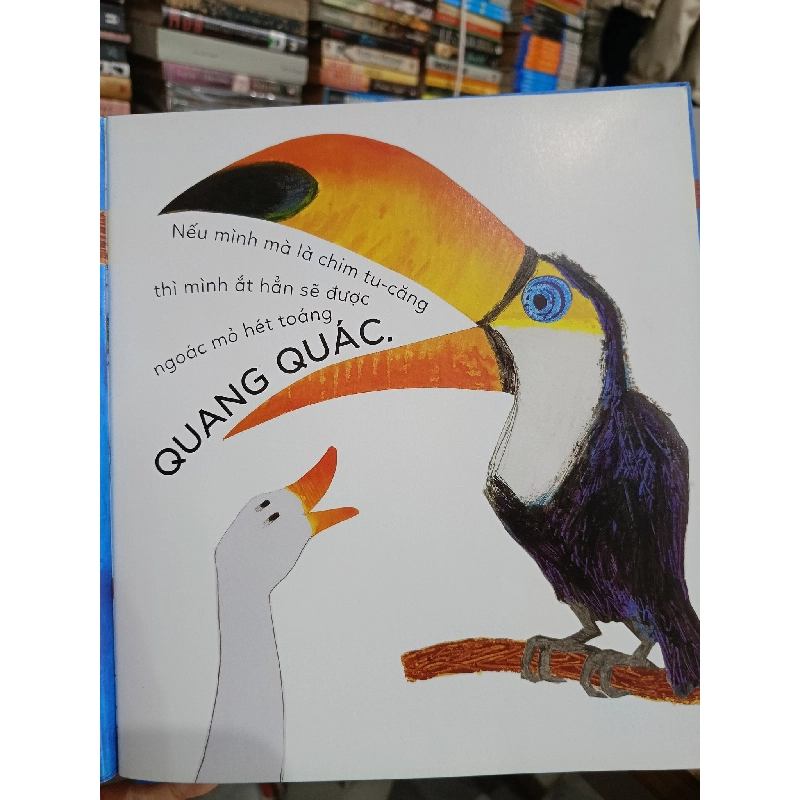 Nếu mình mà là chim tu-căng
thì mình ắt hẳn sẽ được
ngoác mỏ hét toáng
QUANG QUÁC.